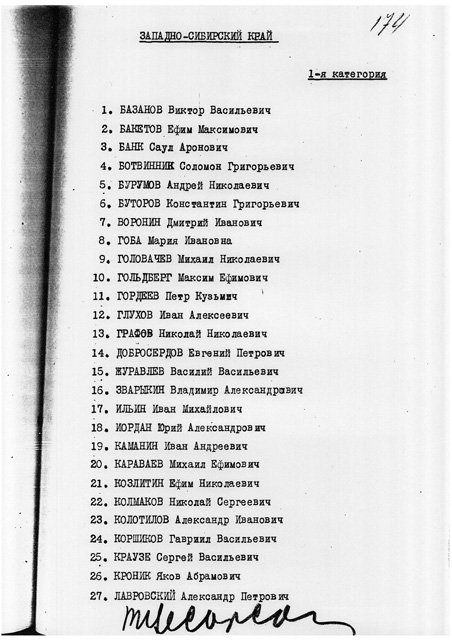 174
ЗАПАДНО-СИБИРСКИЙ КРАЙ
1-я категория
1. БАЗАНОВ Виктор Васильевич
2. БАКЕТОВ Ефим Максимович
3. БАНК Саул Аронович
4. БОТВИННИК Соломон Григорьевич
5. БУРУМОВ Андрей Николаевич
6. БУТОРОВ Константин Григорьевич
7. ВОРОНИН Дмитрий Иванович
8. ГОБА Мария Ивановна
9. ГОЛОВАЧЕВ Михаил Николаевич
10. ГОЛЬДБЕРГ Максим Ефимович
11. ГОРДЕЕВ Петр Кузьмич
12. ГЛУХОВ Иван Алексеевич
13. ГРАФОВ Николай Николаевич
14. ДОБРОСЕРДОВ Евгений Петрович
15. ЖУРАВЛЕВ Василий Васильевич
16. ЗВАРЫКИН Владимир Александрович
17. ИЛЬИН Иван Михайлович
18. ИОРДАН Юрий Александрович
19. КАМАНИН Иван Андреевич
20. КАРАВАЕВ Михаил Ефимович
21. КОЗЛИТИН Ефим Николаевич
22. КОЛМАКОВ Николай Сергеевич
23. КОЛОТИЛОВ Александр Иванович
24. КОРШИКОВ Гавриил Васильевич
25. КРАУЗЕ Сергей Васильевич
26. КРОНИК Яков Абрамович
27. ЛАВРОВСКИЙ Александр Петрович